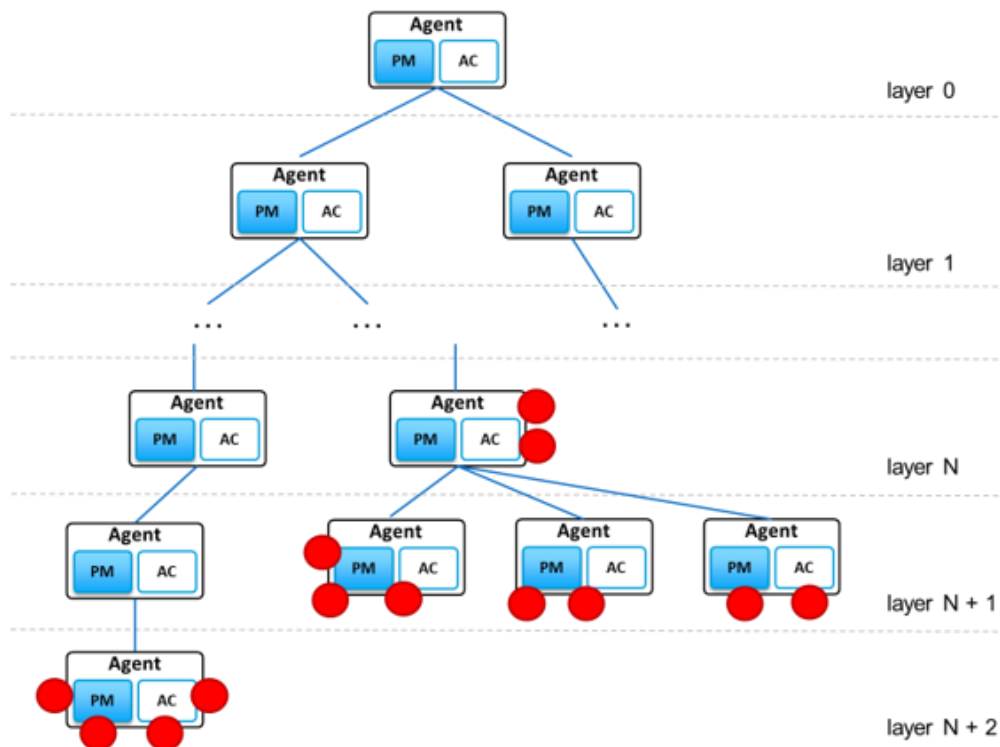 Agent
PM AC
layer 0
Agent Agent
PM AC PM AC
layer 1
... ... ...
Agent Agent
PM AC PM AC
layer N
Agent Agent Agent Agent
PM AC PM AC PM AC PM AC
layer N + 1
Agent
PM AC
layer N + 2